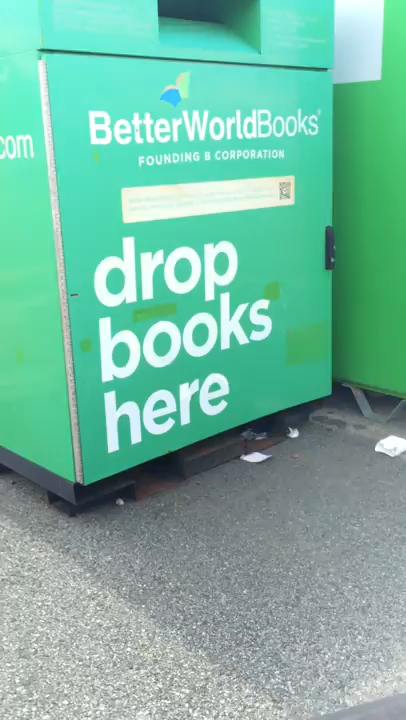 BetterWorldBooks®
FOUNDING B CORPORATION
drop
books
here
com